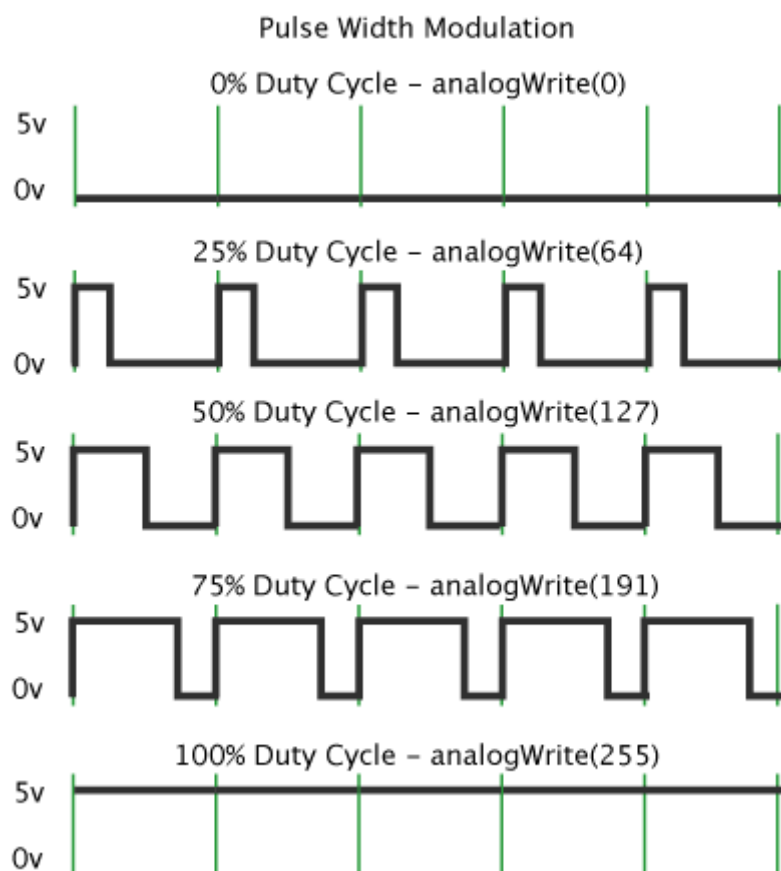 Pulse Width Modulation
0% Duty Cycle – analogWrite(0)
5v
0v
25% Duty Cycle – analogWrite(64)
5v
0v
50% Duty Cycle – analogWrite(127)
5v
0v
75% Duty Cycle – analogWrite(191)
5v
0v
100% Duty Cycle – analogWrite(255)
5v
0v